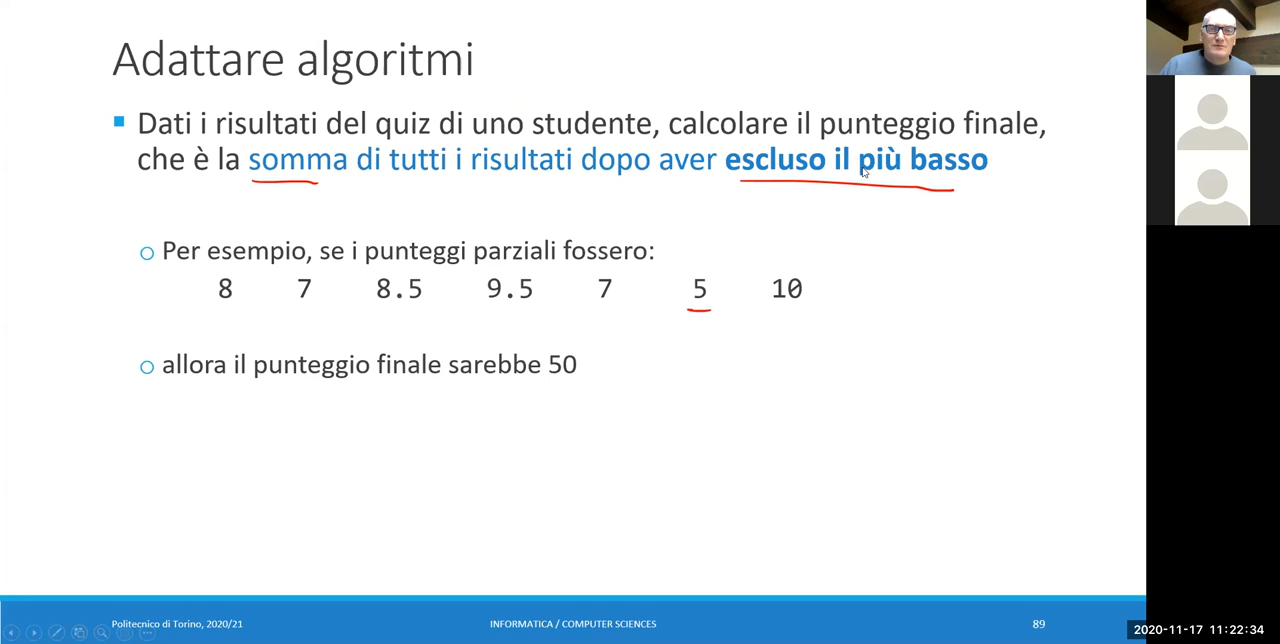 Adattare algoritmi
Dati i risultati del quiz di uno studente, calcolare il punteggio finale,
che è la somma di tutti i risultati dopo aver escluso il più basso
Per esempio, se i punteggi parziali fossero:
8 7 8.5 9.5 7 5 10
allora il punteggio finale sarebbe 50
Politecnico di Torino, 2020/21
INFORMATICA / COMPUTER SCIENCES
89
2020-11-17 11:22:34